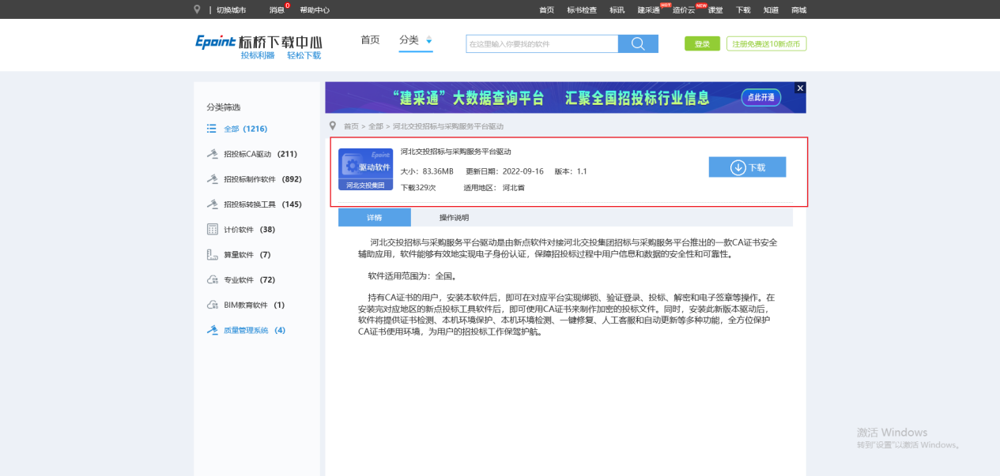 切换城市 消息 0 帮助中心 首页 标书检查 标讯 建采通 HOT 造价云 NEW 课堂 下载 知道 商城
Epoint 标桥下载中心
投标利器 轻松下载
首页 分类
在这里输入你要找的软件
登录 注册免费送10新点币
分类筛选
全部 (1216)
招投标CA驱动 (211)
招投标制作软件 (892)
招投标转换工具 (145)
计价软件 (38)
算量软件 (7)
专业软件 (72)
BIM教育软件 (1)
质量管理系统 (4)
“建采通”大数据查询平台 汇聚全国招投标行业信息 点此开通 X
首页 > 全部 > 河北交投招标与采购服务平台驱动
Epoint
驱动软件
河北交投集团
河北交投招标与采购服务平台驱动
大小: 83.36MB 更新日期: 2022-09-16 版本: 1.1
下载329次 适用地区: 河北省
下载
详情 操作说明
河北交投招标与采购服务平台驱动是由新点软件对接河北交投集团招标与采购服务平台推出的一款CA证书安全
辅助应用，软件能够有效地实现电子身份认证，保障招投标过程中用户信息和数据的安全性和可靠性。
软件适用范围为：全国。
持有CA证书的用户，安装本软件后，即可在对应平台实现绑锁、验证登录、投标、解密和电子签章等操作。在
安装完对应地区的新点投标工具软件后，即可使用CA证书来制作加密的投标文件。同时，安装此新版本驱动后，
软件将提供证书检测、本机环境保护、本机环境检测、一键修复、人工客服和自动更新等多种功能，全方位保护
CA证书使用环境，为用户的招投标工作保驾护航。
激活 Windows
转到"设置"以激活 Windows。